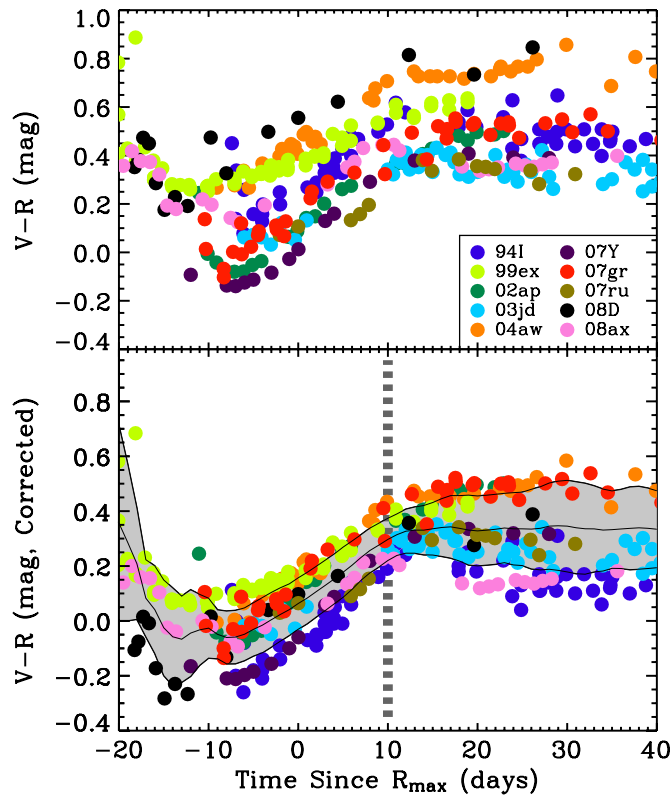 1.0
0.8
0.6
0.4
0.2
0.0
-0.2
-0.4
V-R (mag)
94I
99ex
02ap
03jd
04aw
07Y
07gr
07ru
08D
08ax
0.8
0.6
0.4
0.2
0.0
-0.2
-0.4
V-R (mag, Corrected)
-20 -10 0 10 20 30 40
Time Since Rmax (days)